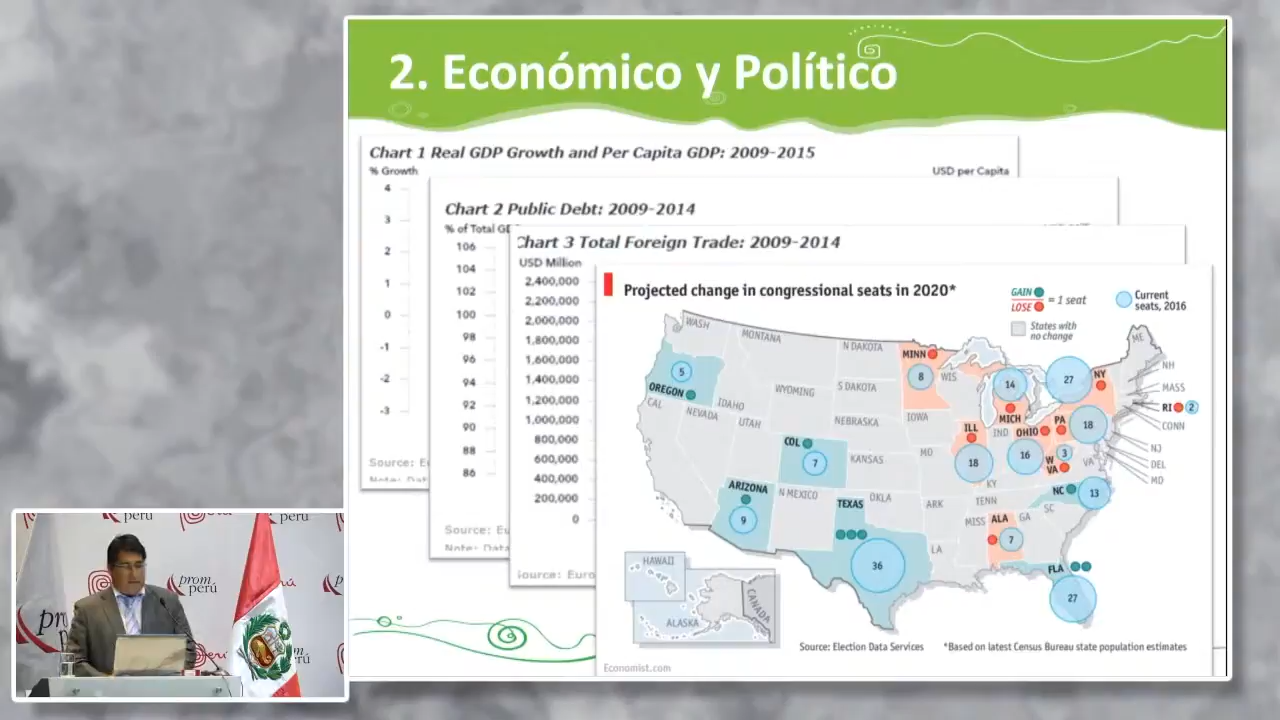 2. Económico y Político
Chart 1 Real GDP Growth and Per Capita GDP: 2009-2015
% Growth
USD per Capita
4
3
2
1
0
-1
-2
-3
Chart 2 Public Debt: 2009-2014
% of Total
106
104
102
100
98
96
94
92
90
88
86
Chart 3 Total Foreign Trade: 2009-2014
USD Million
2,400,000
2,200,000
2,000,000
1,800,000
1,600,000
1,400,000
1,200,000
1,000,000
800,000
600,000
400,000
200,000
0
Projected change in congressional seats in 2020*
GAIN
LOSE
= 1 seat
Current
seats, 2016
States with
no change
WASH
MONTANA
N DAKOTA
MINN
ME
5
8
WIS
14
27
NY
NH
MASS
OREGON
IDAHO
WYOMING
S DAKOTA
RI
2
CAL
NEVADA
UTAH
NEBRASKA
IOWA
ILL
IND
MICH
OHIO
PA
18
CONN
COL
7
KANSAS
MO
18
16
W
VA
3
VA
NJ
DEL
MD
ARIZONA
9
N MEXICO
OKLA
ARK
KY
TENN
NC
13
SC
TEXAS
36
LA
MISS
ALA
7
GA
FLA
27
HAWAII
ALASKA
CANADA
Source: Election Data Services
*Based on latest Census Bureau state population estimates
Economist.com
Source:
Source:
perú
perú
prom
perú